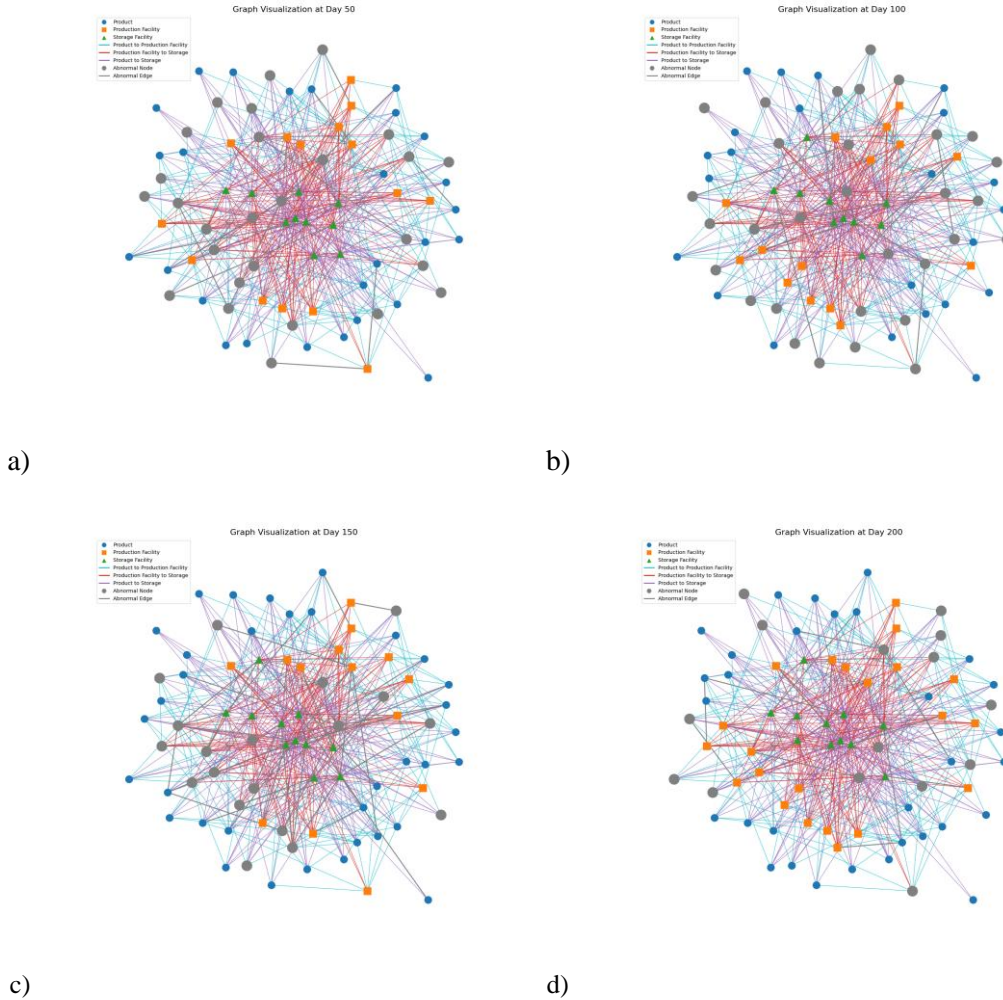 Graph Visualization at Day 50
Product
Production Facility
Storage Facility
Product to Production Facility
Production Facility to Storage
Product to Storage
Abnormal Node
Abnormal Edge
a)
Graph Visualization at Day 100
Product
Production Facility
Storage Facility
Product to Production Facility
Production Facility to Storage
Product to Storage
Abnormal Node
Abnormal Edge
b)
Graph Visualization at Day 150
Product
Production Facility
Storage Facility
Product to Production Facility
Production Facility to Storage
Product to Storage
Abnormal Node
Abnormal Edge
c)
Graph Visualization at Day 200
Product
Production Facility
Storage Facility
Product to Production Facility
Production Facility to Storage
Product to Storage
Abnormal Node
Abnormal Edge
d)